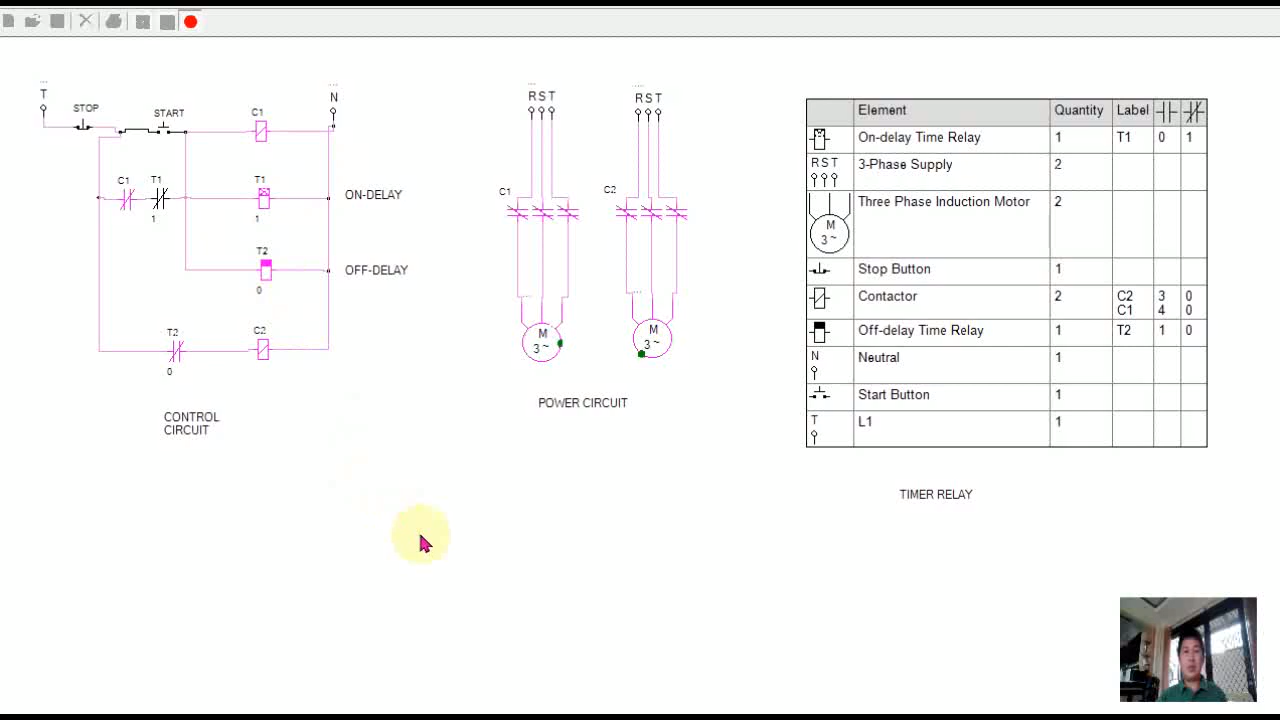 T
STOP
START
C1
N
C1
T1
1
T1
1
ON-DELAY
T2
0
OFF-DELAY
T2
0
C2
CONTROL
CIRCUIT
R S T
R S T
C1
C2
M
3 ~
M
3 ~
POWER CIRCUIT
Element Quantity Label
On-delay Time Relay 1 T1 0 1
R S T 3-Phase Supply 2
M
3 ~
Three Phase Induction Motor 2
Stop Button 1
Contactor 2 C2 3 0
C1 4 0
Off-delay Time Relay 1 T2 1 0
N Neutral 1
Start Button 1
T L1 1
TIMER RELAY